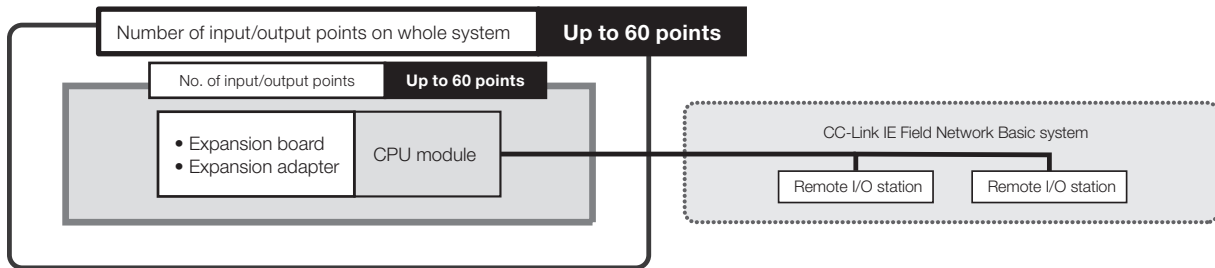 Number of input/output points on whole system Up to 60 points
No. of input/output points Up to 60 points
• Expansion board
• Expansion adapter
CPU module
CC-Link IE Field Network Basic system
Remote I/O station
Remote I/O station